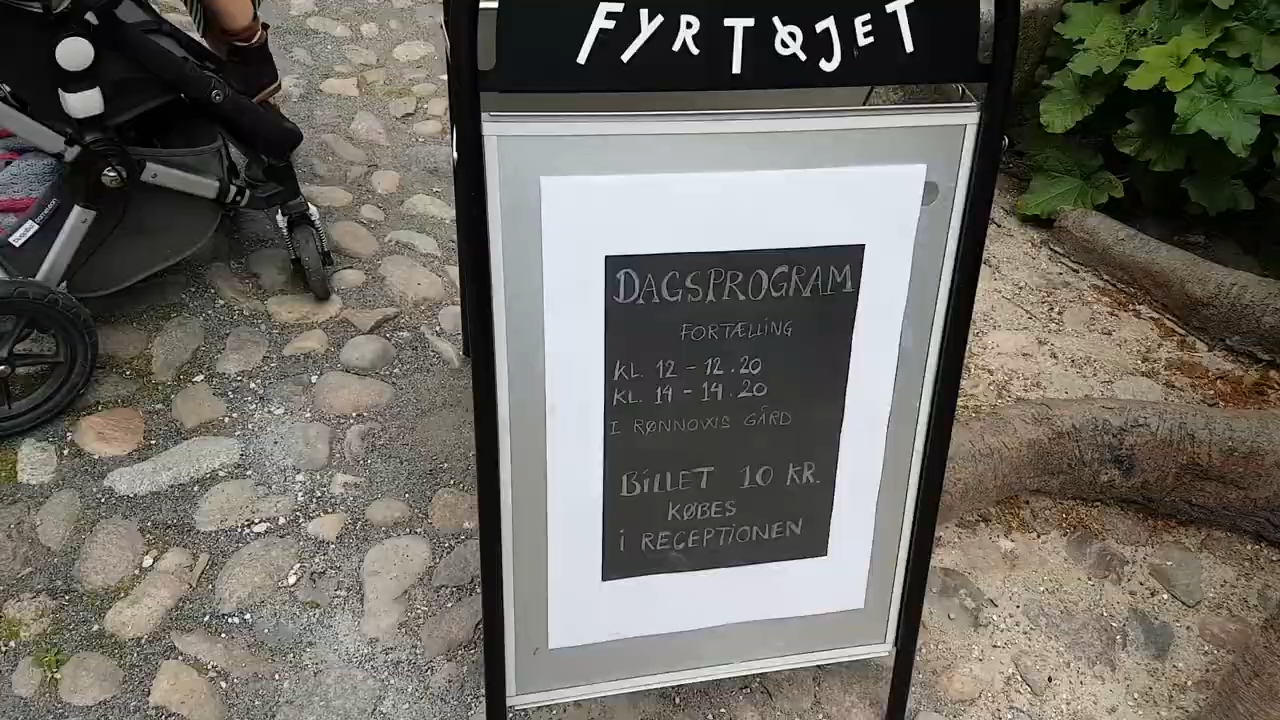 FYRTØJET
DAGSPROGRAM
FORTÆLLING
KL. 12 - 12.20
KL. 14 - 14.20
I RØNNOWS GÅRD
BILLET 10 KR.
KØBES
I RECEPTIONEN